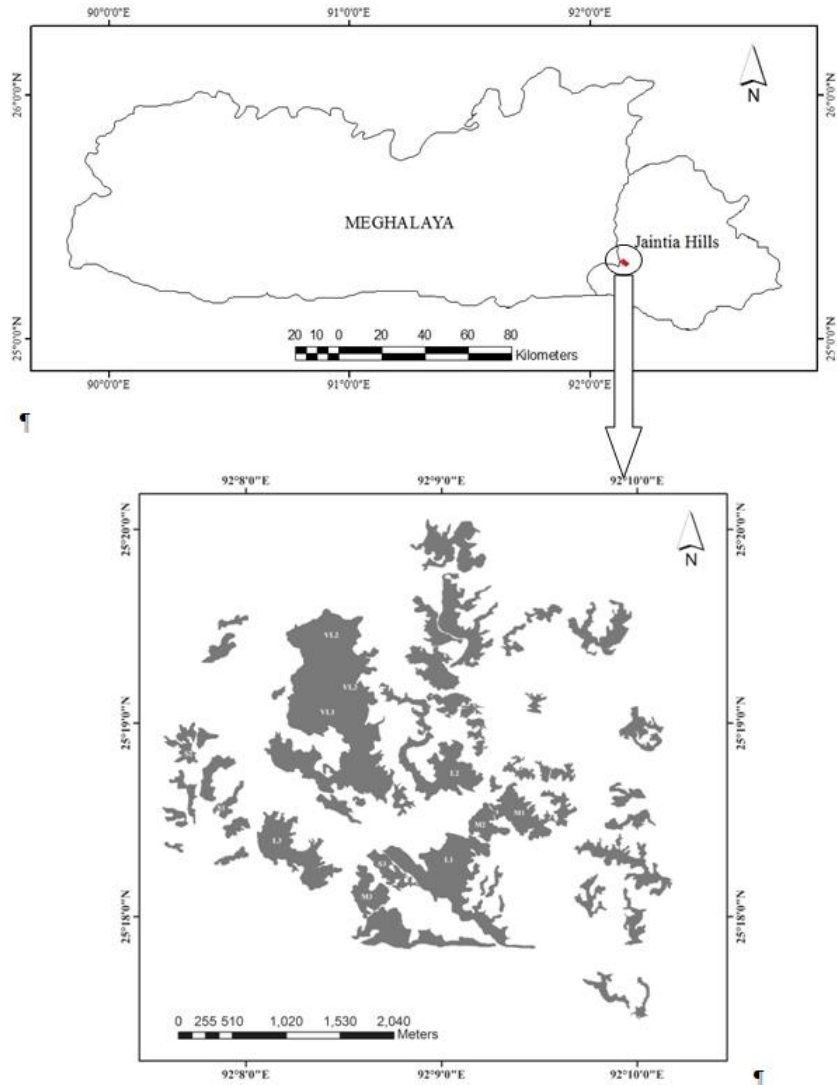 90°0'0"E 91°0'0"E 92°0'0"E
26°0'0"N 26°0'0"N
N
MEGHALAYA
Jaintia Hills
25°0'0"N 25°0'0"N
20 10 0 20 40 60 80
Kilometers
90°0'0"E 91°0'0"E 92°0'0"E
¶
92°8'0"E 92°9'0"E 92°10'0"E
25°20'0"N 25°20'0"N
N
VL2
VL3
VL1
25°19'0"N 25°19'0"N
L2
M1
M2
L3
L1
S3
M3
25°18'0"N 25°18'0"N
0 255 510 1,020 1,530 2,040
Meters
92°8'0"E 92°9'0"E 92°10'0"E
¶